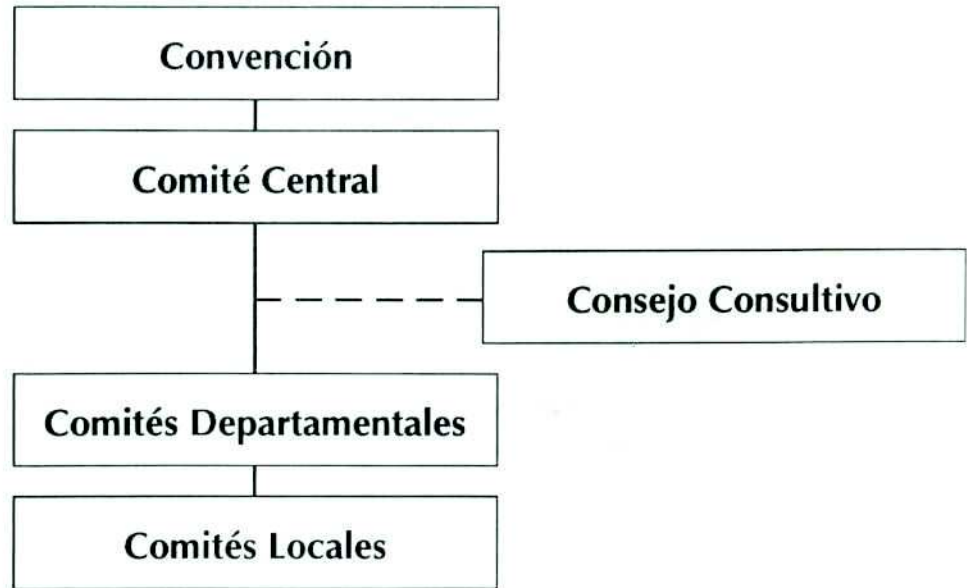 Convención
Comité Central
Consejo Consultivo
Comités Departamentales
Comités Locales